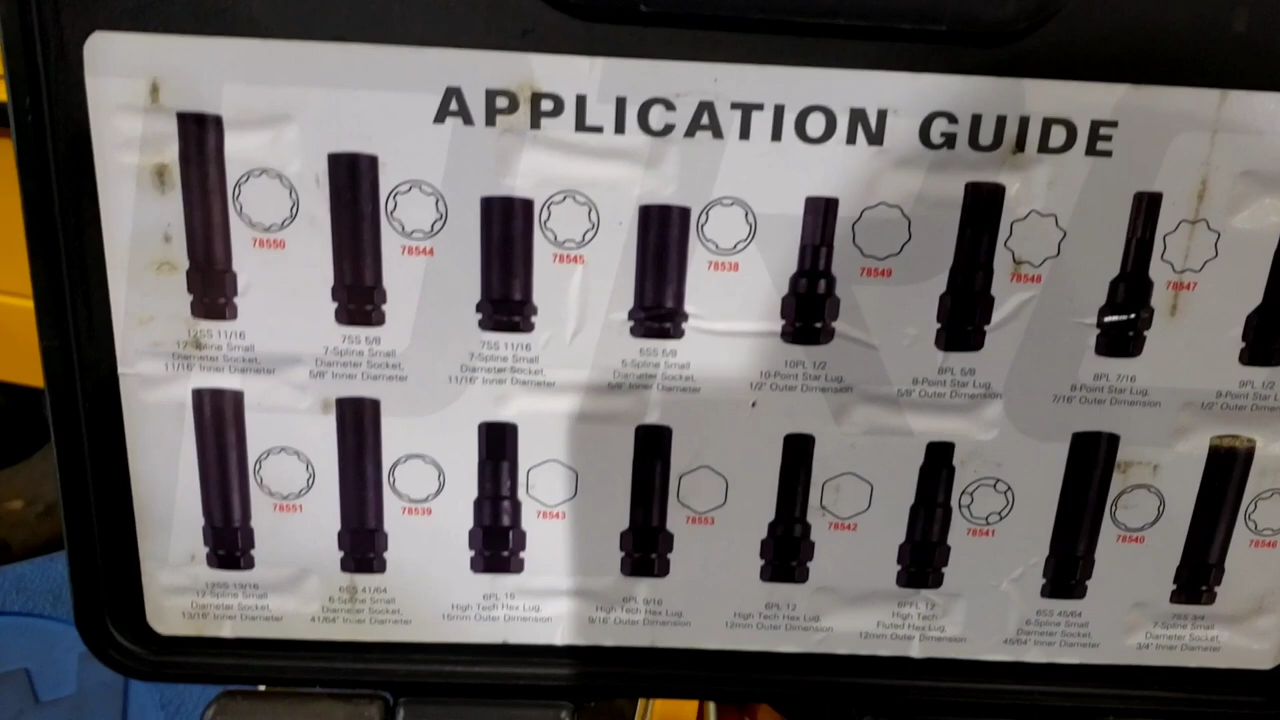 APPLICATION GUIDE
78550
78544
78545
78538
78549
78548
78547
12SS 11/16
12-Spline Small
Diameter Socket,
11/16" Inner Diameter
7SS 5/8
7-Spline Small
Diameter Socket,
5/8" Inner Diameter
7SS 11/16
7-Spline Small
Diameter Socket,
11/16" Inner Diameter
5SS 5/8
5-Spline Small
Diameter Socket,
5/8" Inner Diameter
10PL 1/2
10-Point Star Lug,
1/2" Outer Dimension
8PL 5/8
8-Point Star Lug,
5/8" Outer Dimension
8PL 7/16
8-Point Star Lug,
7/16" Outer Dimension
9PL 1/2
9-Point Star
1/2" Outer
78551
78539
78543
78553
78542
78541
78540
78546
12SS 13/16
12-Spline Small
Diameter Socket,
13/16" Inner Diameter
6SS 41/64
6-Spline Small
Diameter Socket,
41/64" Inner Diameter
6PL 15
High Tech Hex Lug,
15mm Outer Dimension
6PL 9/16
High Tech Hex Lug,
9/16" Outer Dimension
6PL 12
High Tech Hex Lug,
12mm Outer Dimension
6PFL 12
High Tech
Fluted Hex Lug,
12mm Outer Dimension
6SS 45/64
6-Spline Small
Diameter Socket,
45/64" Inner Diameter
7SS 3/4
7-Spline Small
Diameter Socket,
3/4" Inner Diameter